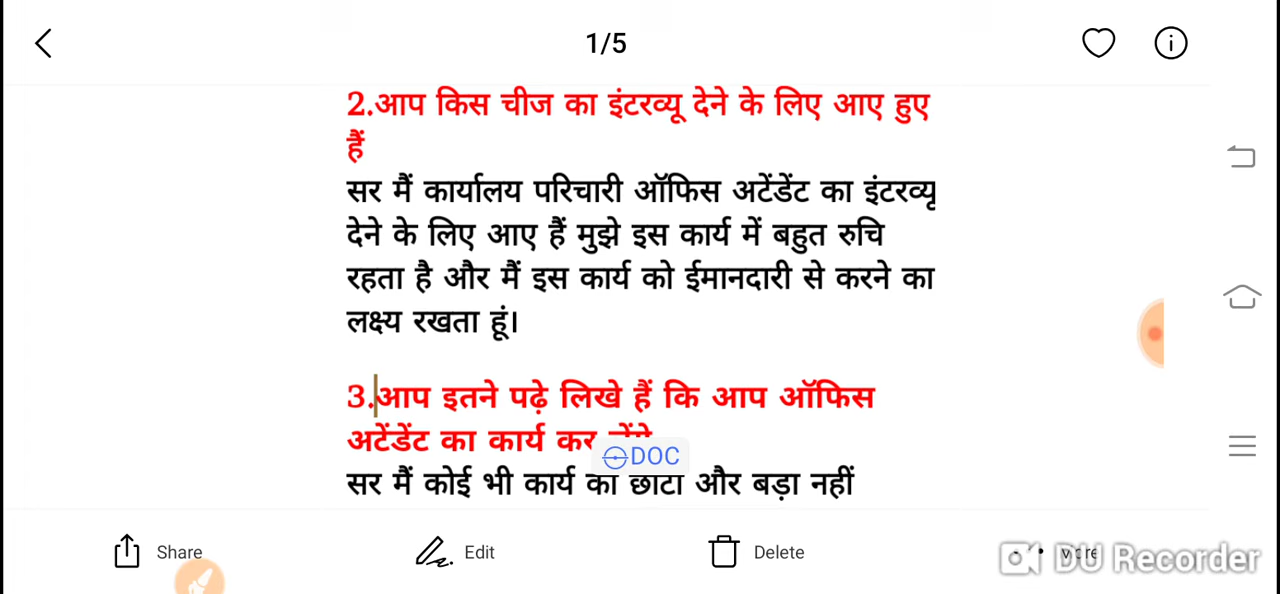 1/5
2.आप किस चीज का इंटरव्यू देने के लिए आए हुए
हैं
सर मैं कार्यालय परिचारी ऑफिस अटेंडेंट का इंटरव्यू
देने के लिए आए हैं मुझे इस कार्य में बहुत रुचि
रहता है और मैं इस कार्य को ईमानदारी से करने का
लक्ष्य रखता हूं।
3.आप इतने पढ़े लिखे हैं कि आप ऑफिस
अटेंडेंट का कार्य कर
DOC
सर मैं कोई भी कार्य को छोटा और बड़ा नहीं
Share
Edit
Delete
More
DU Recorder